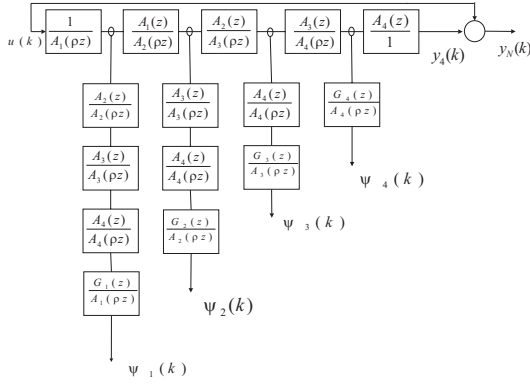 u(k) 1/A₁(ρz) A₁(z)/A₂(ρz) A₂(z)/A₃(ρz) A₃(z)/A₄(ρz) A₄(z)/1 y₄(k) y_N(k)
A₂(z)/A₂(ρz) A₃(z)/A₃(ρz) A₄(z)/A₄(ρz) G₄(z)/A₄(ρz)
A₃(z)/A₃(ρz) A₄(z)/A₄(ρz) G₃(z)/A₃(ρz) ψ₄(k)
A₄(z)/A₄(ρz) G₂(z)/A₂(ρz) ψ₃(k)
G₁(z)/A₁(ρz) ψ₂(k)
ψ₁(k)